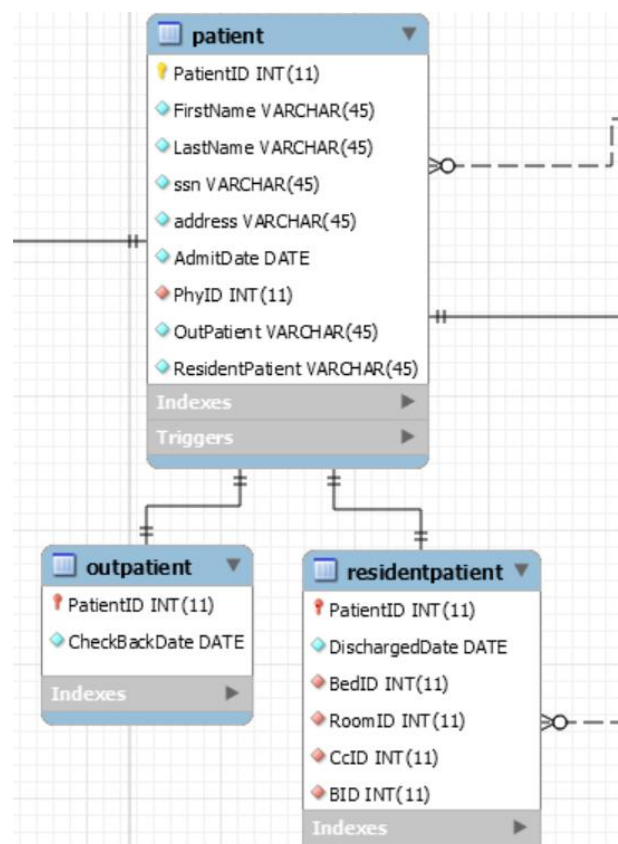 patient
PatientID INT(11)
FirstName VARCHAR(45)
LastName VARCHAR(45)
ssn VARCHAR(45)
address VARCHAR(45)
AdmitDate DATE
PhyID INT(11)
OutPatient VARCHAR(45)
ResidentPatient VARCHAR(45)
Indexes
Triggers
outpatient
PatientID INT(11)
CheckBackDate DATE
Indexes
residentpatient
PatientID INT(11)
DischargedDate DATE
BedID INT(11)
RoomID INT(11)
CcID INT(11)
BID INT(11)
Indexes